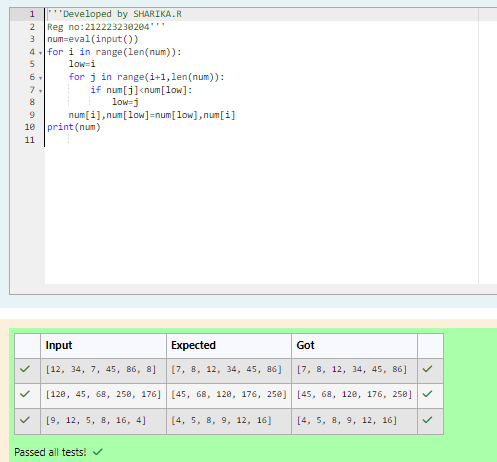 1 '''Developed by SHARIKA.R
2 Reg no:212223230204'''
3 num=eval(input())
4 for i in range(len(num)):
5 low=i
6 for j in range(i+1,len(num)):
7 if num[j]<num[low]:
8 low=j
9 num[i],num[low]=num[low],num[i]
10 print(num)
11
Input Expected Got
[12, 34, 7, 45, 86, 8] [7, 8, 12, 34, 45, 86] [7, 8, 12, 34, 45, 86]
[120, 45, 68, 250, 176] [45, 68, 120, 176, 250] [45, 68, 120, 176, 250]
[9, 12, 5, 8, 16, 4] [4, 5, 8, 9, 12, 16] [4, 5, 8, 9, 12, 16]
Passed all tests!